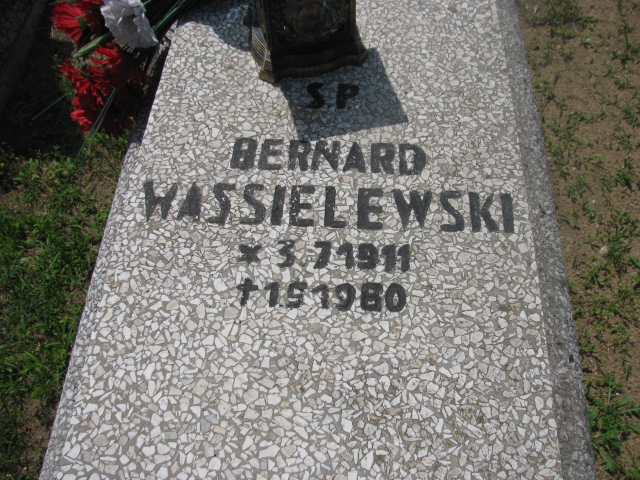 SP
BERNARD
WASSIELEWSKI
* 3 7 1911
† 1 5 1980